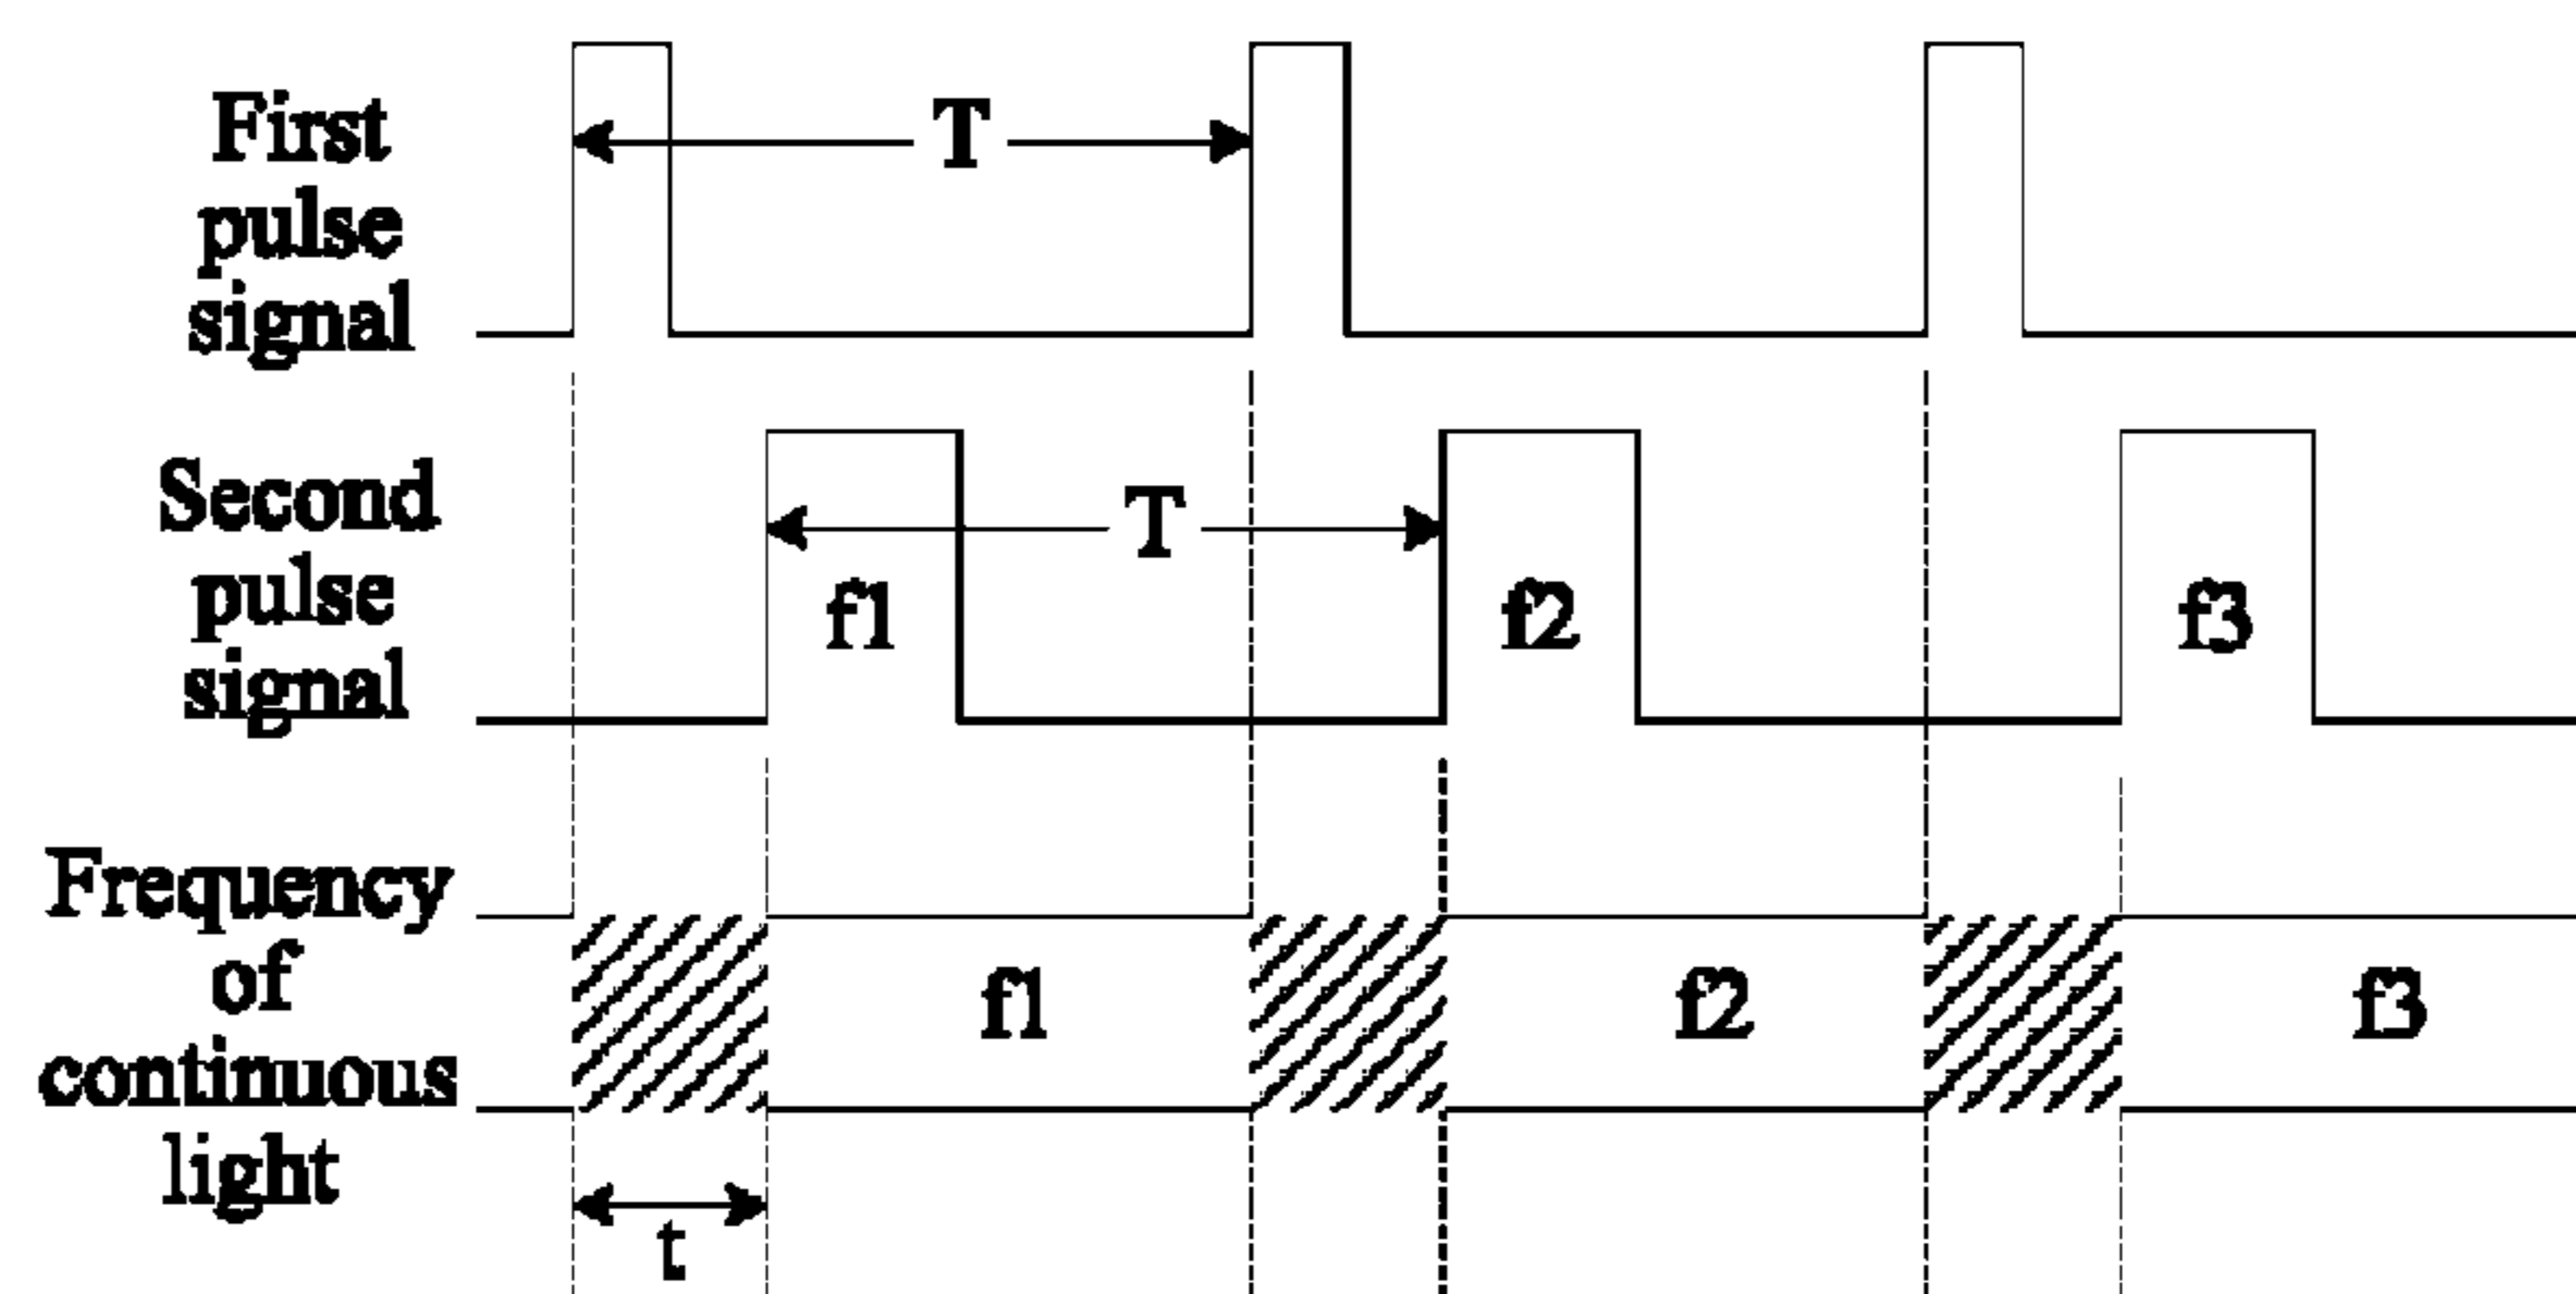 First
pulse
signal
T
Second
pulse
signal
T
f1
f2
f3
Frequency
of
continuous
light
f1
f2
f3
t